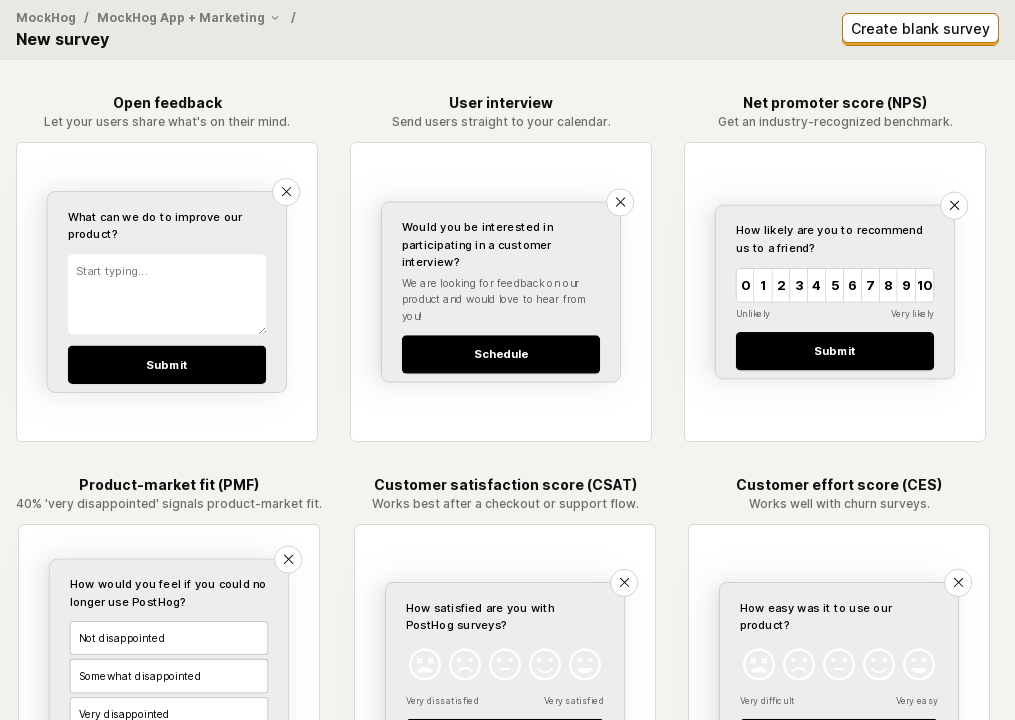 MockHog / MockHog App + Marketing /
New survey
Create blank survey
Open feedback
Let your users share what's on their mind.
What can we do to improve our
product?
Start typing...
Submit
User interview
Send users straight to your calendar.
Would you be interested in
participating in a customer
interview?
We are looking for feedback on our
product and would love to hear from
you!
Schedule
Net promoter score (NPS)
Get an industry-recognized benchmark.
How likely are you to recommend
us to a friend?
0 1 2 3 4 5 6 7 8 9 10
Unlikely Very likely
Submit
Product-market fit (PMF)
40% 'very disappointed' signals product-market fit.
How would you feel if you could no
longer use PostHog?
Not disappointed
Somewhat disappointed
Very disappointed
Customer satisfaction score (CSAT)
Works best after a checkout or support flow.
How satisfied are you with
PostHog surveys?
Very dissatisfied Very satisfied
Customer effort score (CES)
Works well with churn surveys.
How easy was it to use our
product?
Very difficult Very easy